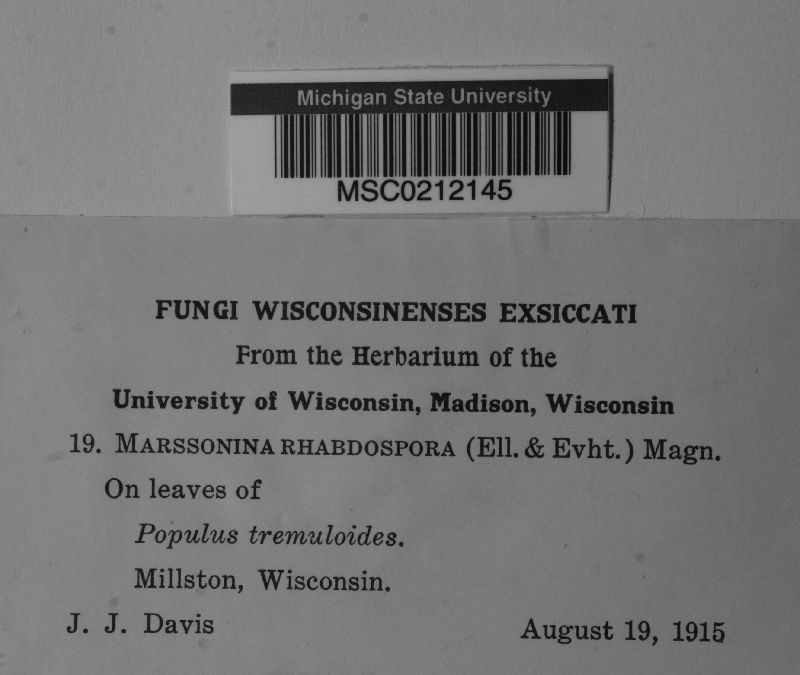 Michigan State University
MSC0212145
FUNGI WISCONSINENSES EXSICCATI
From the Herbarium of the
University of Wisconsin, Madison, Wisconsin
19. MARSSONINA RHABDOSPORA (Ell. & Evht.) Magn.
On leaves of
Populus tremuloides.
Millston, Wisconsin.
J. J. Davis August 19, 1915